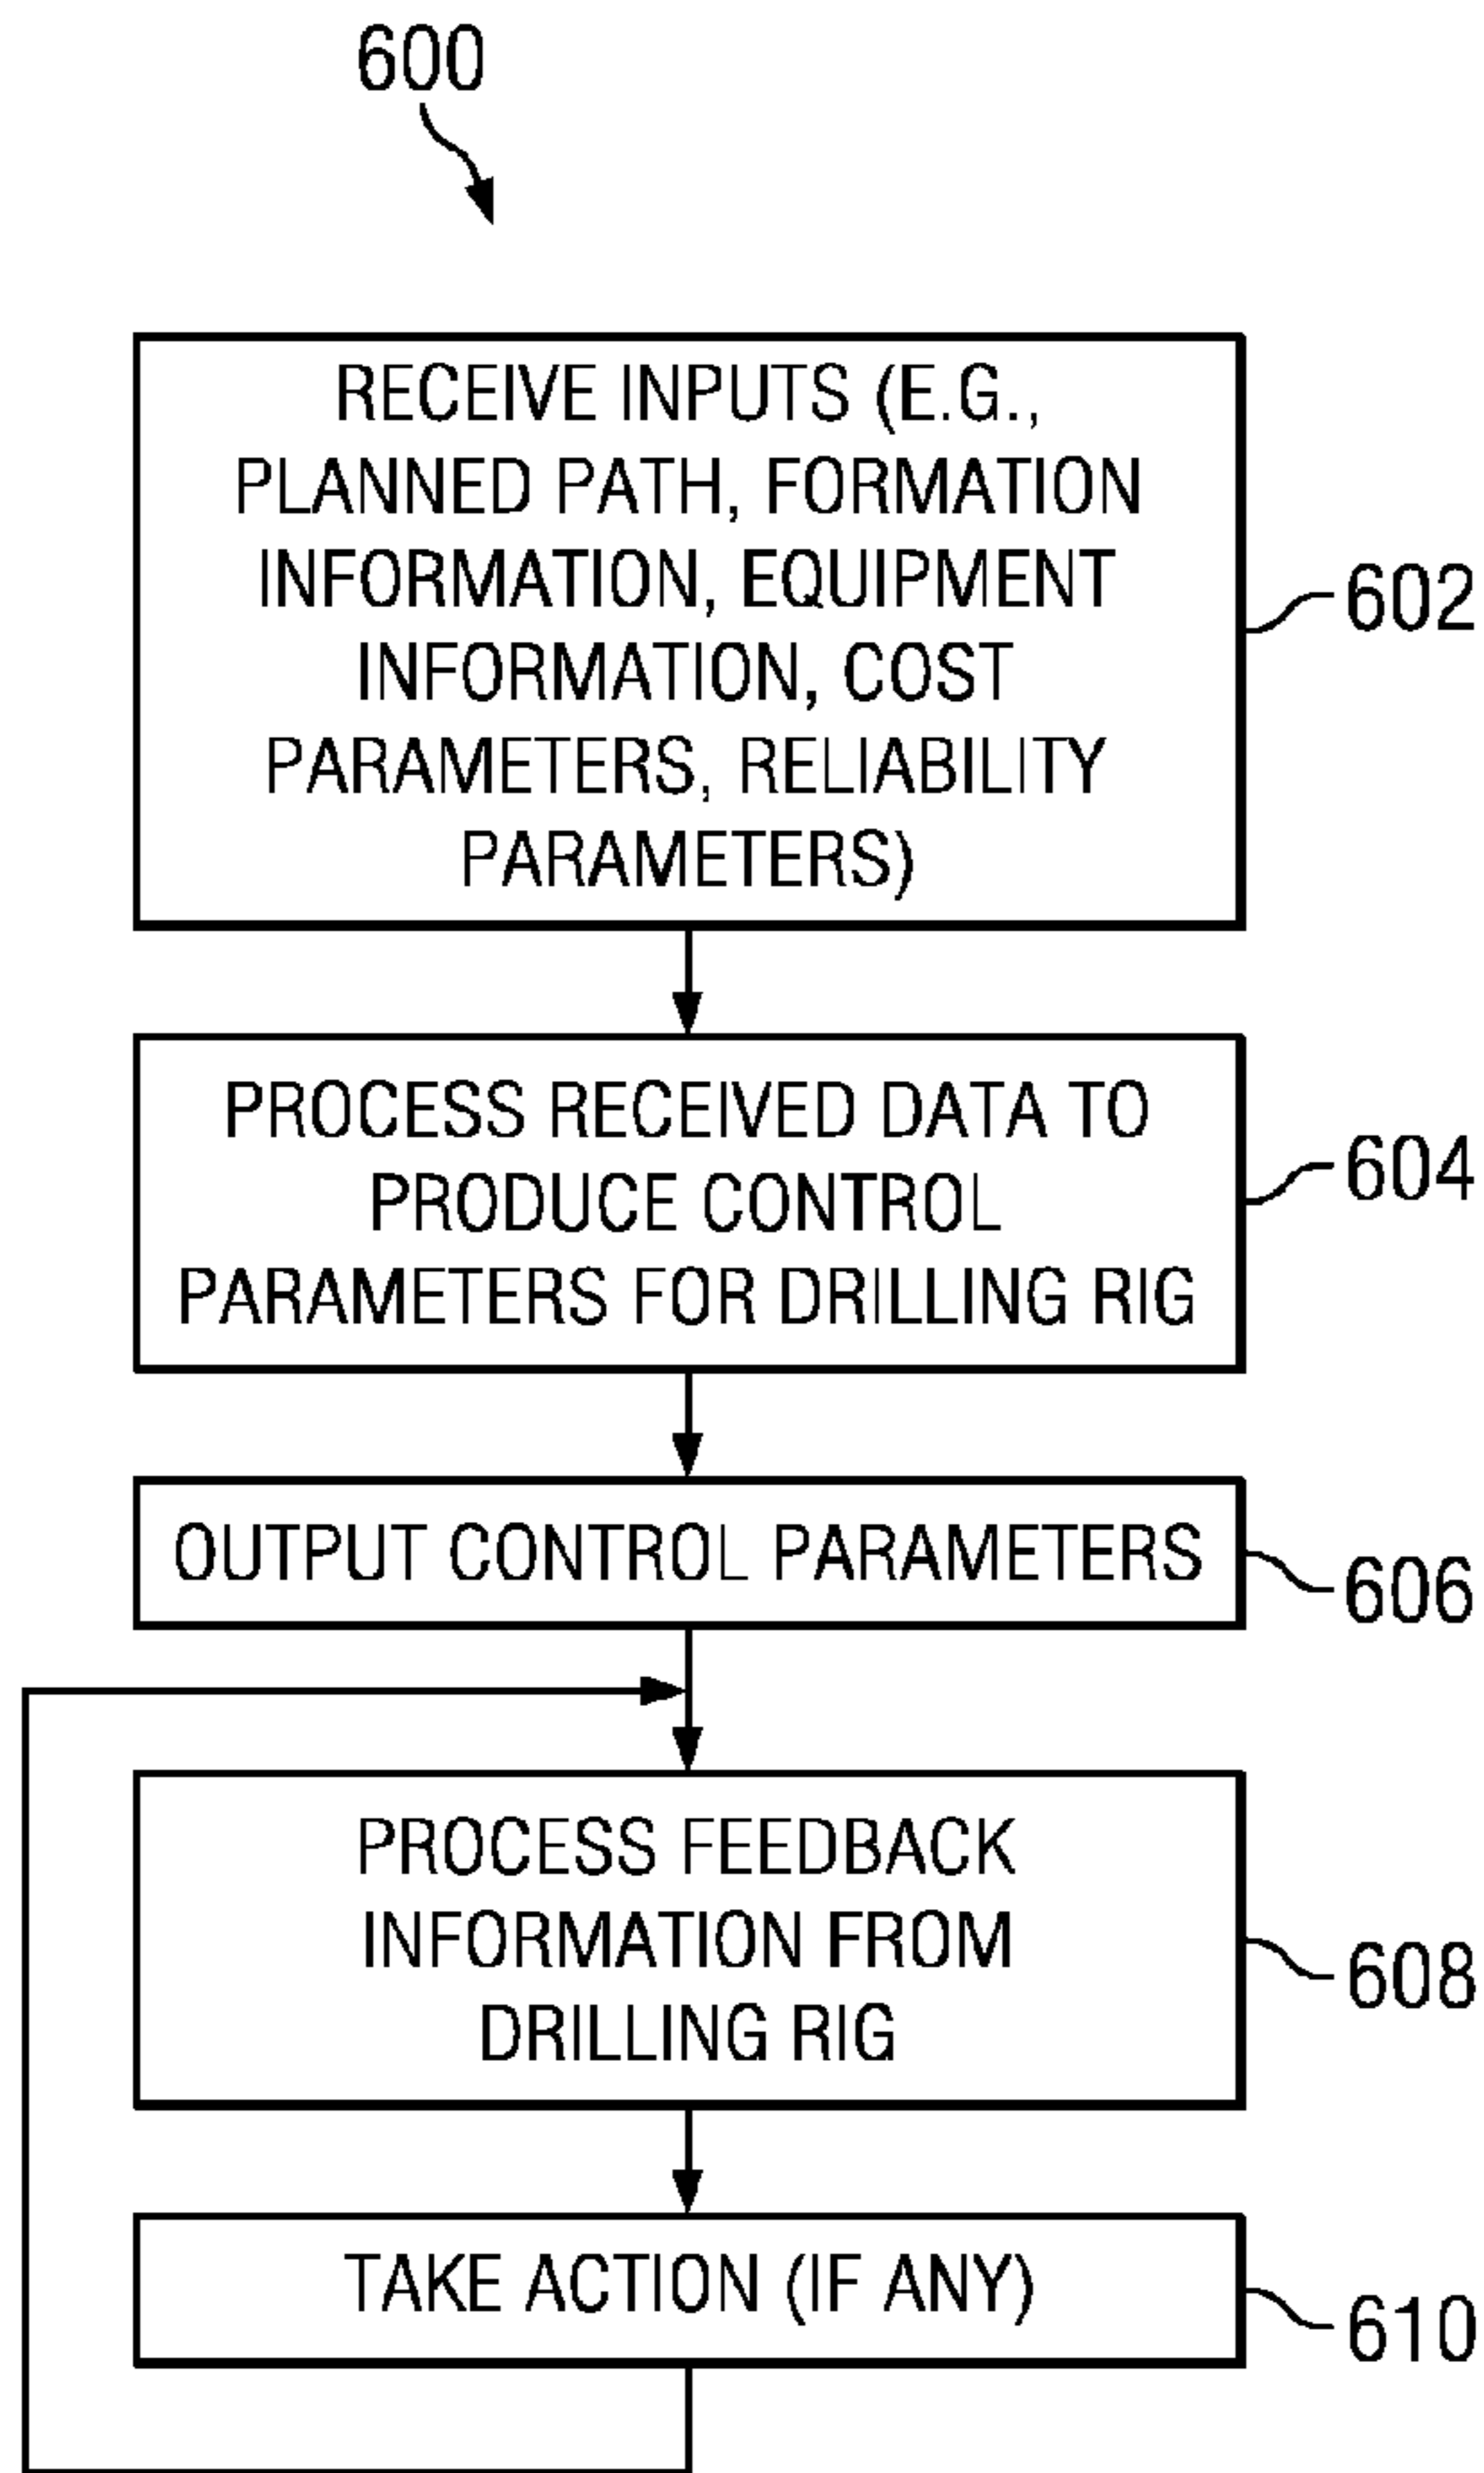 600
RECEIVE INPUTS (E.G.,
PLANNED PATH, FORMATION
INFORMATION, EQUIPMENT
INFORMATION, COST
PARAMETERS, RELIABILITY
PARAMETERS)
602
PROCESS RECEIVED DATA TO
PRODUCE CONTROL
PARAMETERS FOR DRILLING RIG
604
OUTPUT CONTROL PARAMETERS
606
PROCESS FEEDBACK
INFORMATION FROM
DRILLING RIG
608
TAKE ACTION (IF ANY)
610